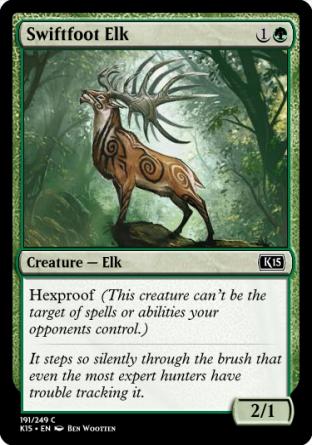 Swiftfoot Elk 1
Creature — Elk K15
Hexproof (This creature can't be the
target of spells or abilities your
opponents control.)
It steps so silently through the brush that
even the most expert hunters have
trouble tracking it.
191/249 C
K15 • EN Ben Wootten
2/1